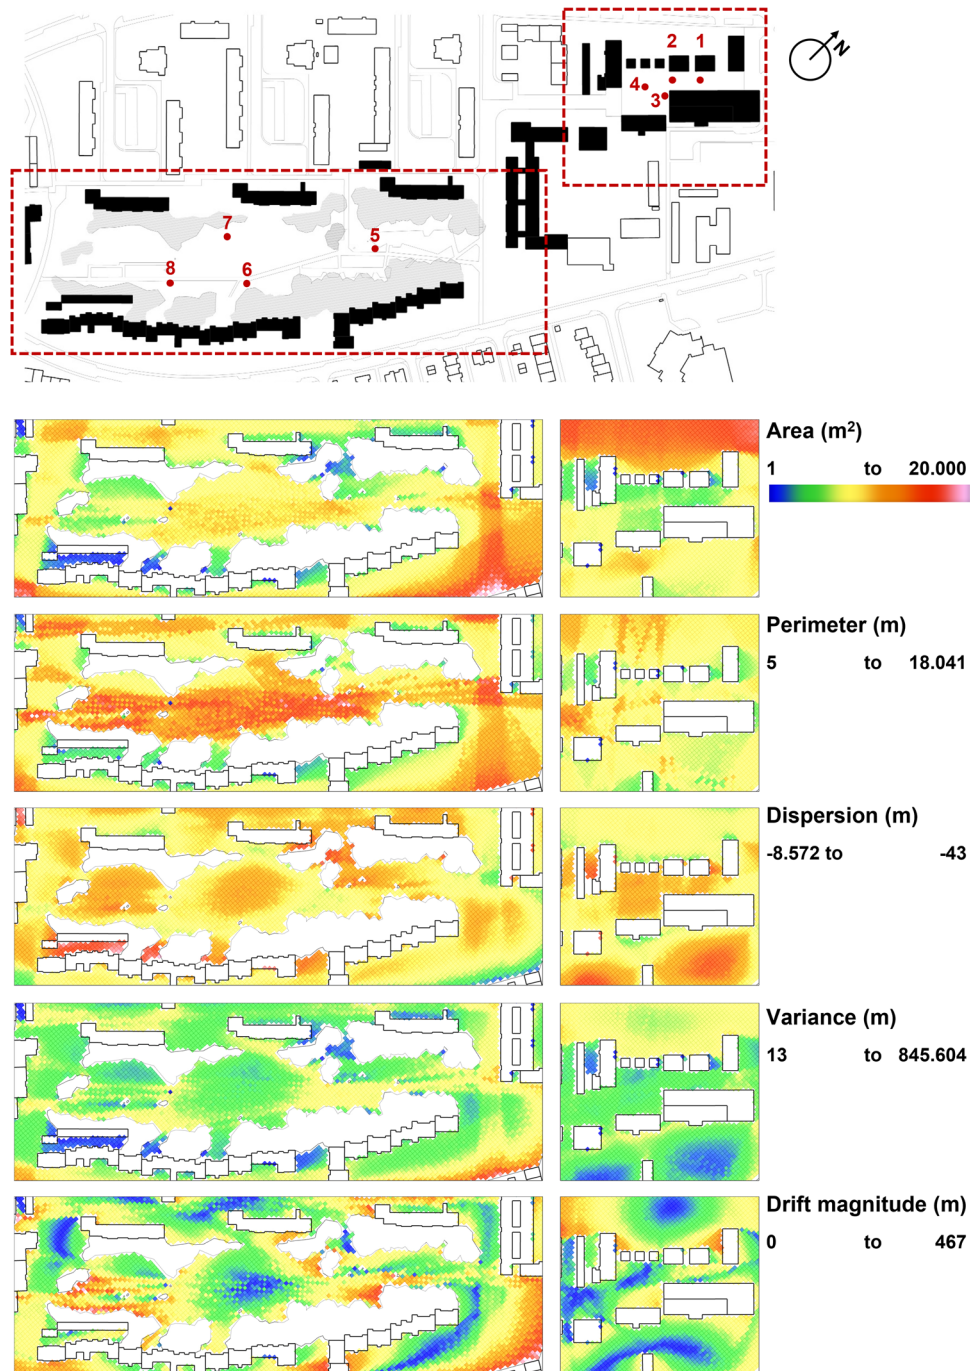 N
2 1
4
3
7
5
8 6
Area (m²)
1 to 20.000
Perimeter (m)
5 to 18.041
Dispersion (m)
-8.572 to -43
Variance (m)
13 to 845.604
Drift magnitude (m)
0 to 467